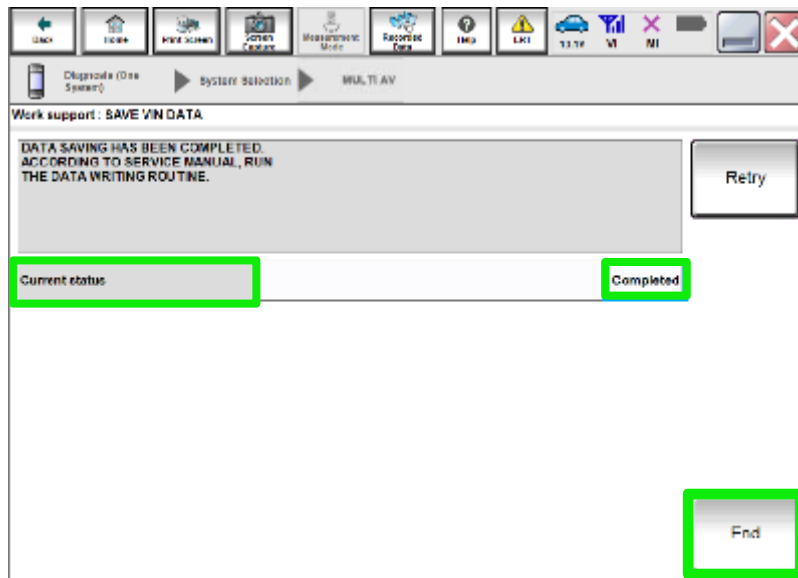 Back
Home
Print Screen
Screen Capture
Measurement Mode
Recorded Data
Help
VI
MI
Diagnosis (One System)
System Selection
MULTI AV
Work support : SAVE VIN DATA
DATA SAVING HAS BEEN COMPLETED.
ACCORDING TO SERVICE MANUAL, RUN
THE DATA WRITING ROUTINE.
Retry
Current status
Completed
End